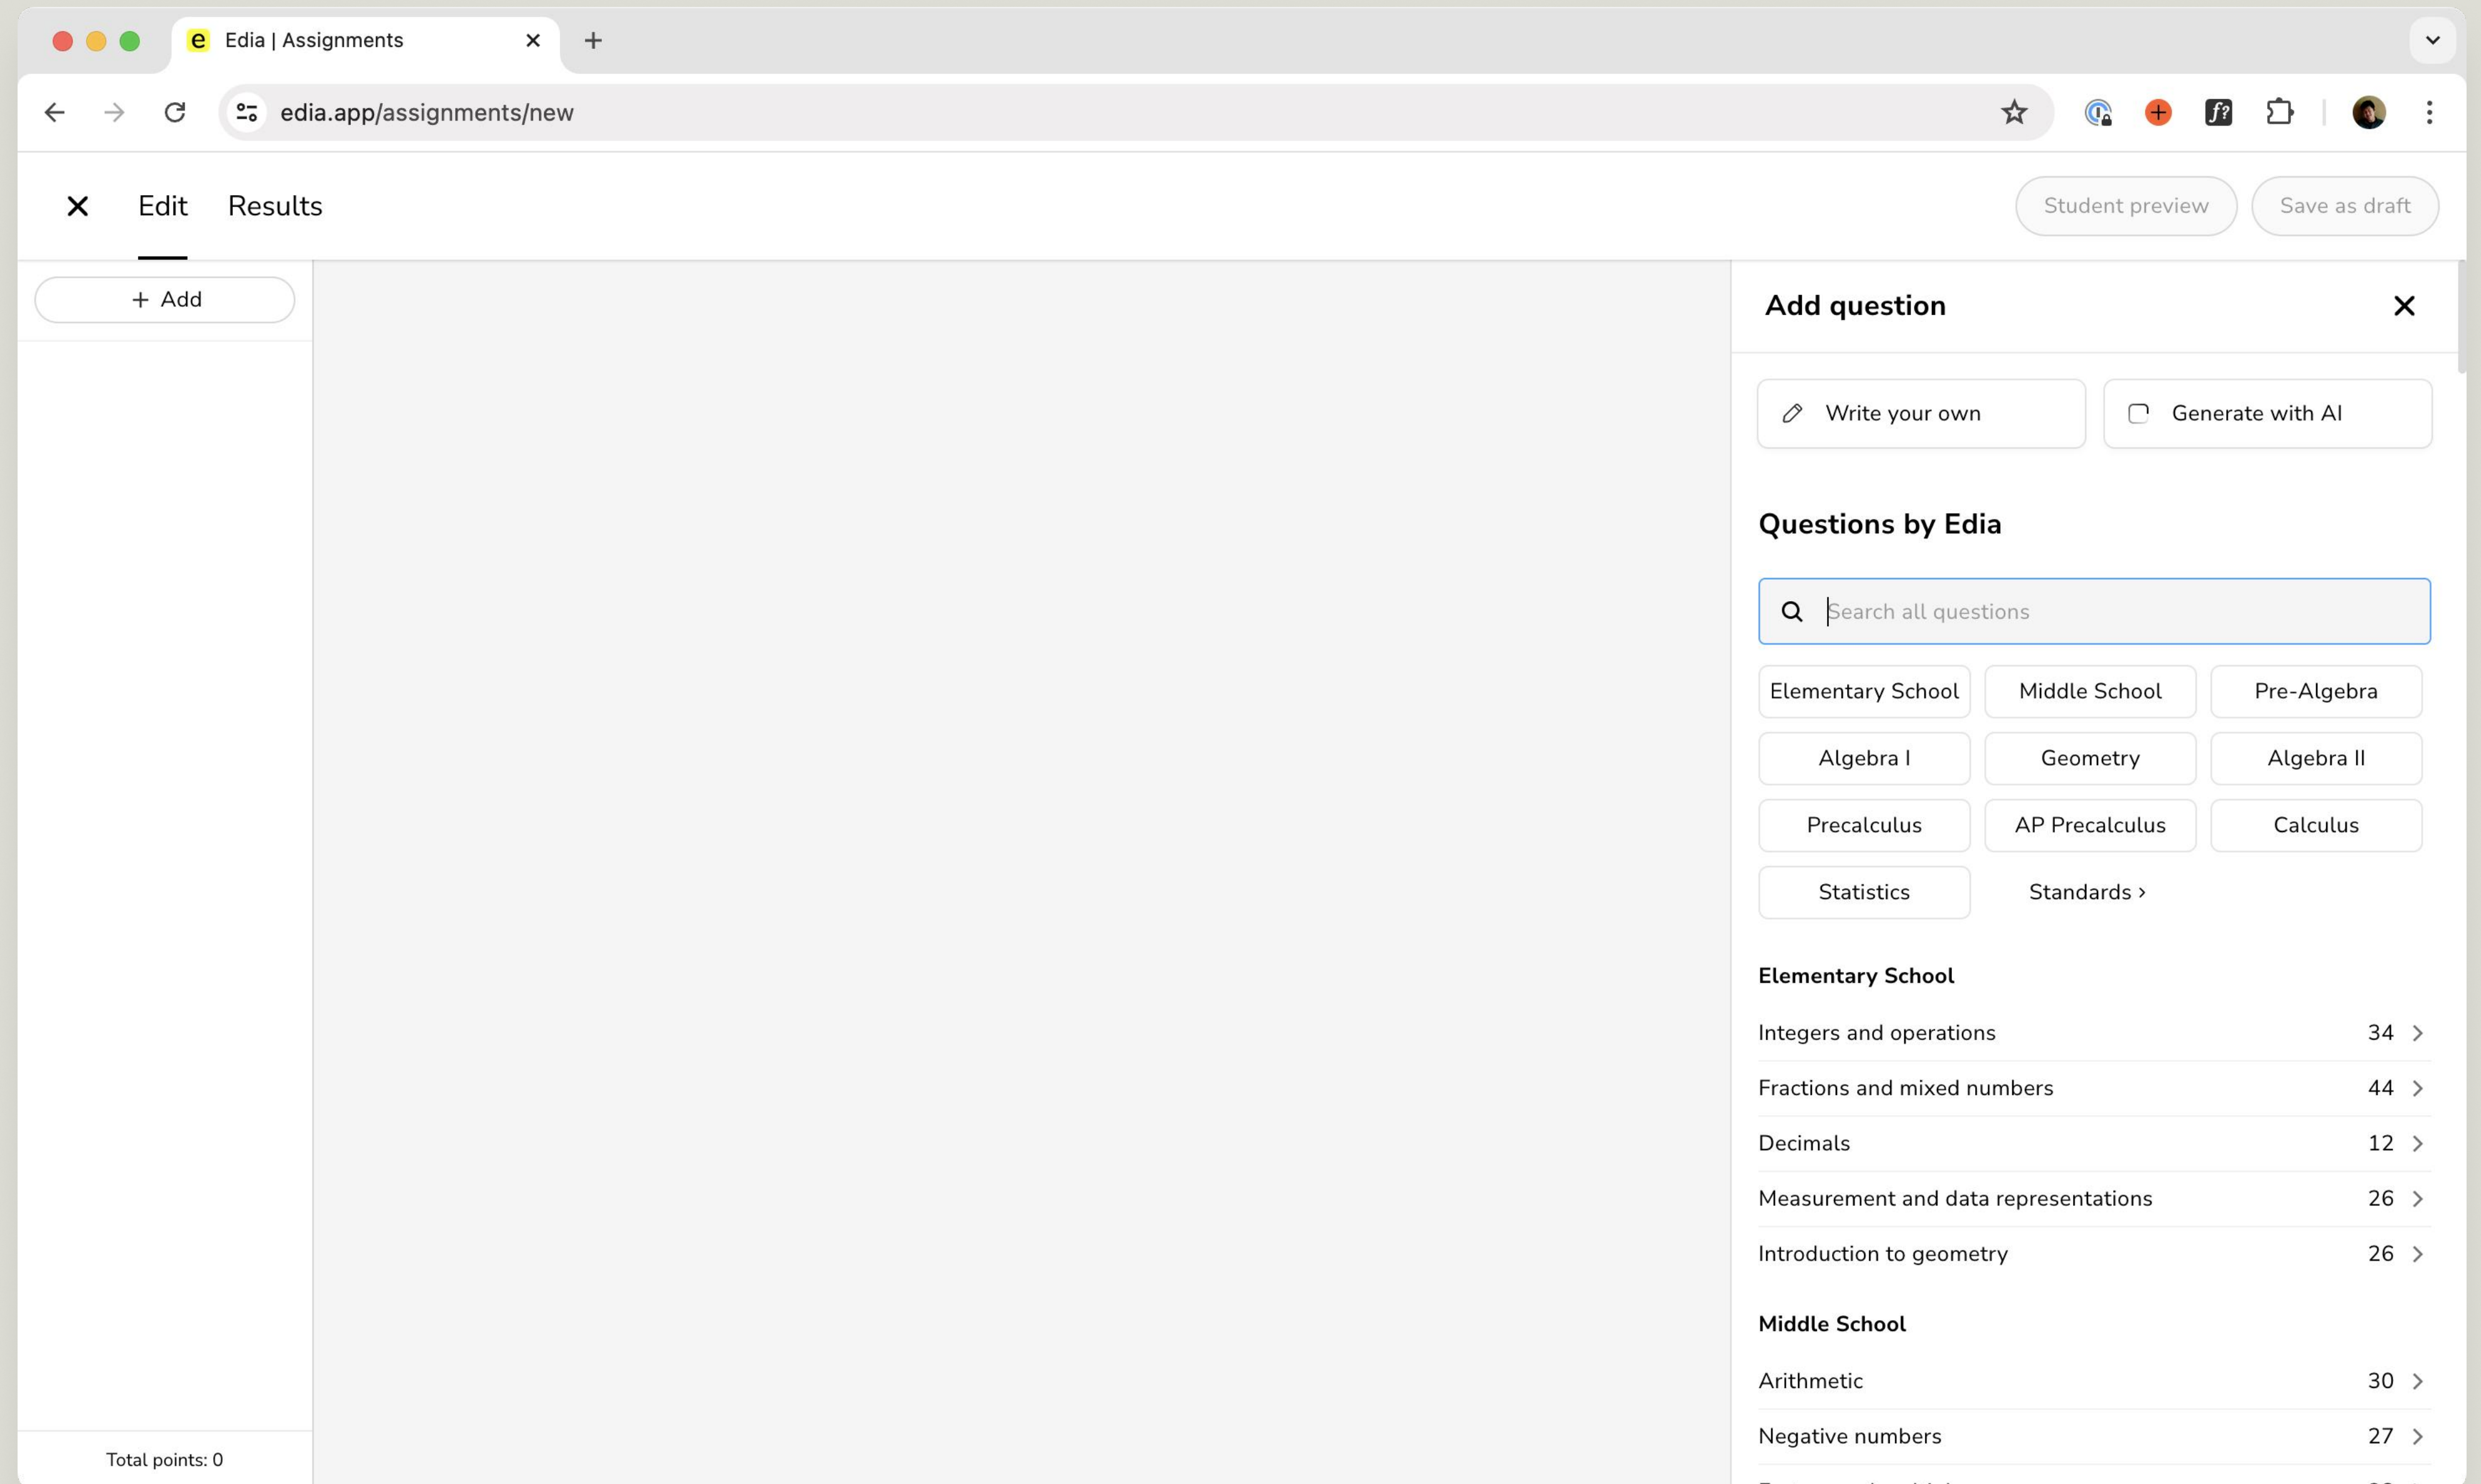 e Edia | Assignments
edia.app/assignments/new
f?
Edit Results
Student preview Save as draft
+ Add
Add question
Write your own Generate with AI
Questions by Edia
Search all questions
Elementary School Middle School Pre-Algebra
Algebra I Geometry Algebra II
Precalculus AP Precalculus Calculus
Statistics Standards ›
Elementary School
Integers and operations 34
Fractions and mixed numbers 44
Decimals 12
Measurement and data representations 26
Introduction to geometry 26
Middle School
Arithmetic 30
Negative numbers 27
Total points: 0